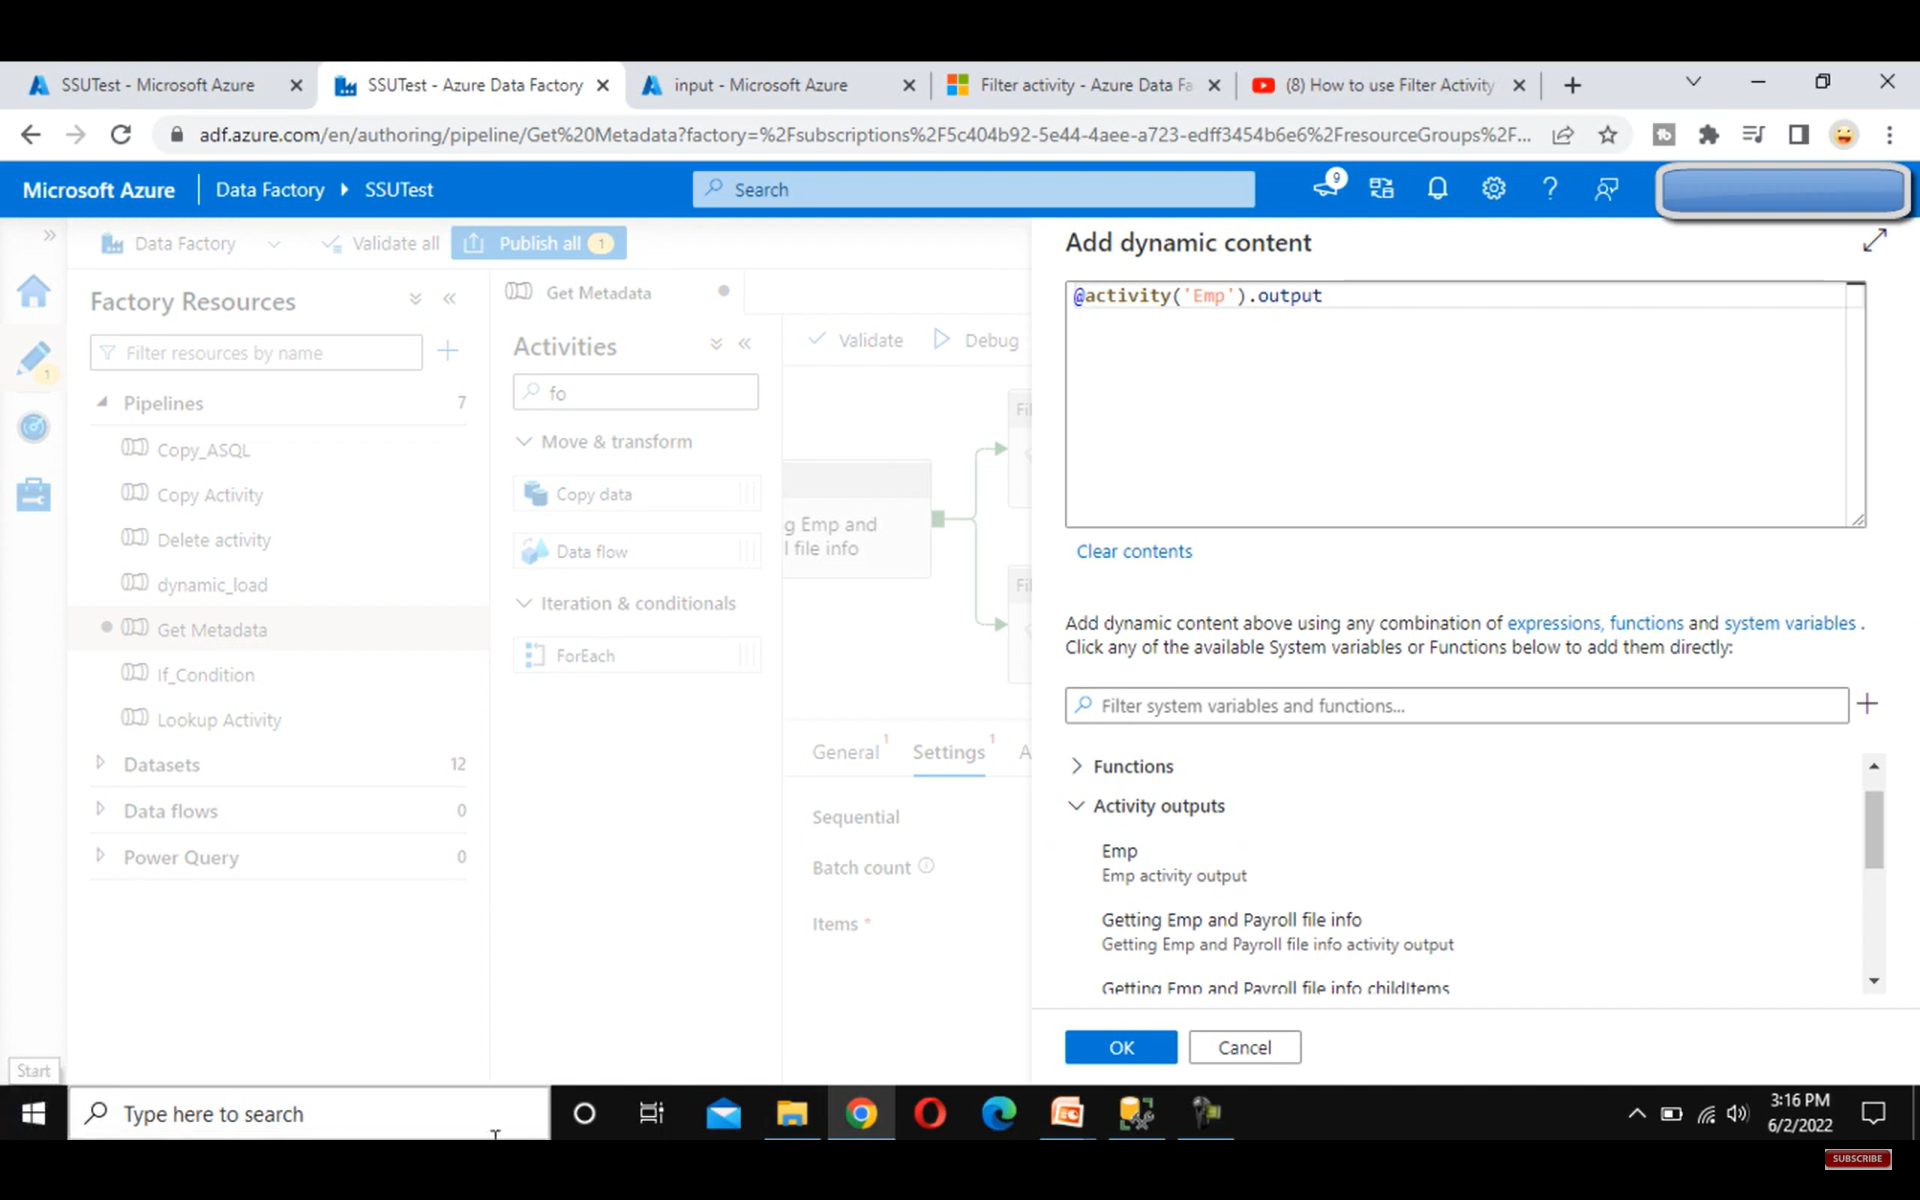 SSUTest - Microsoft Azure
SSUTest - Azure Data Factory
input - Microsoft Azure
Filter activity - Azure Data Fa
(8) How to use Filter Activity
adf.azure.com/en/authoring/pipeline/Get%20Metadata?factory=%2Fsubscriptions%2F5c404b92-5e44-4aee-a723-edff3454b6e6%2FresourceGroups%2F...
Microsoft Azure
Data Factory
SSUTest
Search
9
Data Factory
Validate all
Publish all 1
Factory Resources
Filter resources by name
1
Pipelines 7
Copy_ASQL
Copy Activity
Delete activity
dynamic_load
Get Metadata
If_Condition
Lookup Activity
Datasets 12
Data flows 0
Power Query 0
Get Metadata
Activities
fo
Move & transform
Copy data
Data flow
Iteration & conditionals
ForEach
Validate
Debug
Fil
g Emp and
l file info
Fil
General 1
Settings 1
A
Sequential
Batch count
Items *
Add dynamic content
@activity('Emp').output
Clear contents
Add dynamic content above using any combination of expressions, functions and system variables .
Click any of the available System variables or Functions below to add them directly:
Filter system variables and functions...
Functions
Activity outputs
Emp
Emp activity output
Getting Emp and Payroll file info
Getting Emp and Payroll file info activity output
Getting Emp and Payroll file info childItems
OK
Cancel
Start
Type here to search
3:16 PM
6/2/2022
SUBSCRIBE